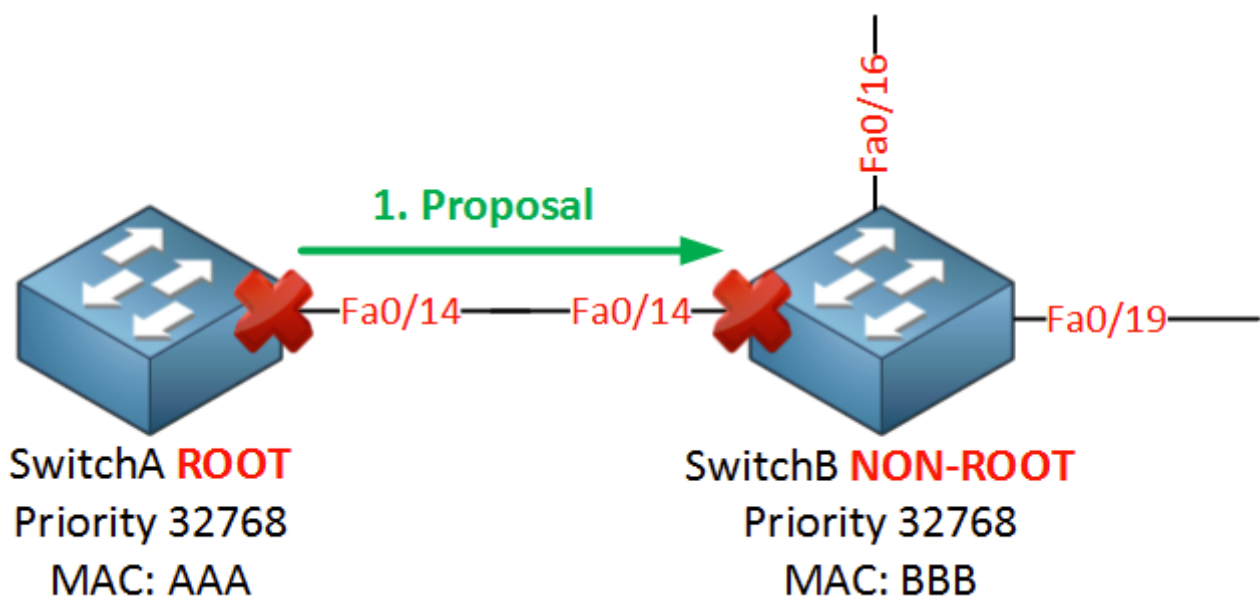 Fa0/16
1. Proposal
Fa0/14
Fa0/14
Fa0/19
SwitchA ROOT
Priority 32768
MAC: AAA
SwitchB NON-ROOT
Priority 32768
MAC: BBB